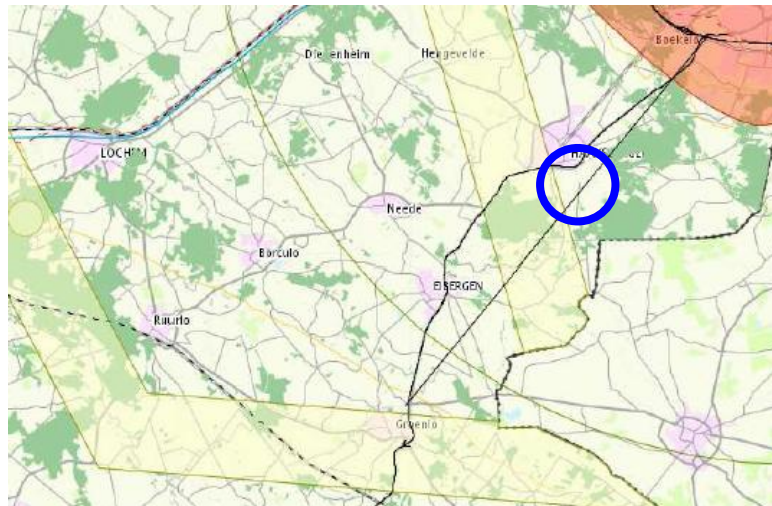 Boekelo
Diepenheim
Hengevelde
LOCHEM
Neede
Borculo
EIBERGEN
Ruurlo
Groenlo